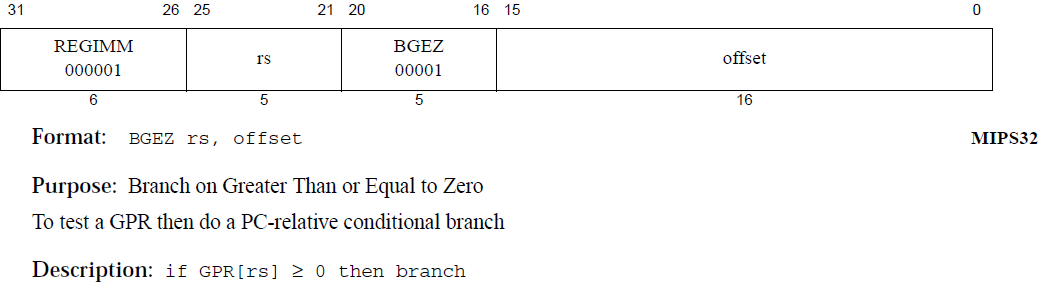 31 26 25 21 20 16 15 0
REGIMM rs BGEZ offset
000001 00001
6 5 5 16
Format: BGEZ rs, offset MIPS32
Purpose: Branch on Greater Than or Equal to Zero
To test a GPR then do a PC-relative conditional branch
Description: if GPR[rs] ≥ 0 then branch